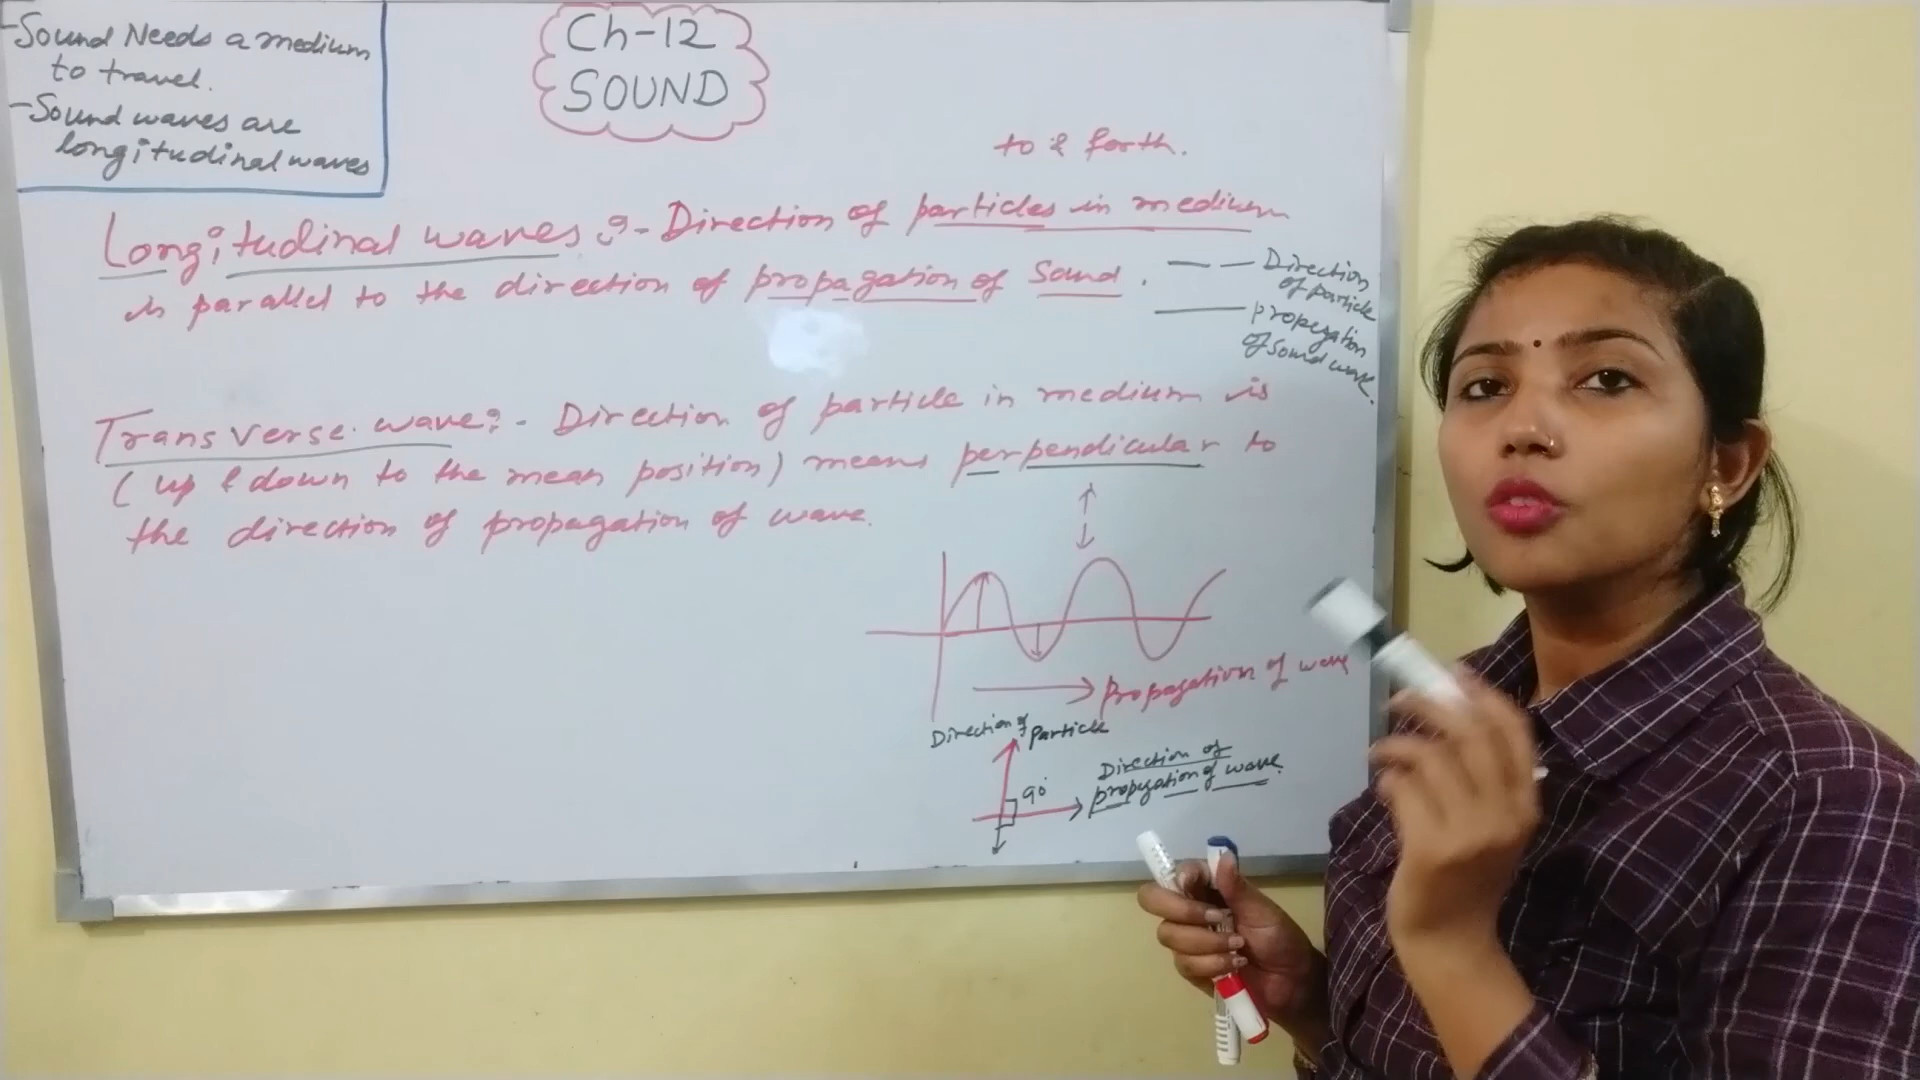 -Sound Needs a medium
to travel.
-Sound waves are
longitudinal waves
Ch-12
SOUND
to & forth.
Longitudinal waves:- Direction of particles in medium
is parallel to the direction of propagation of Sound.
Direction
of particle
propagation
of Sound wave.
Transverse wave:- Direction of particle in medium is
(up & down to the mean position) means perpendicular to
the direction of propagation of wave.
Propagation of wave
Direction of
Particle
90°
Direction of
propagation of wave.